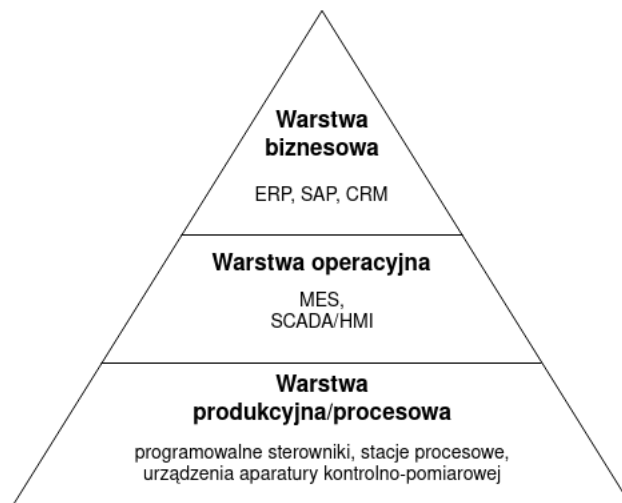 Warstwa
biznesowa
ERP, SAP, CRM
Warstwa operacyjna
MES,
SCADA/HMI
Warstwa
produkcyjna/procesowa
programowalne sterowniki, stacje procesowe,
urządzenia aparatury kontrolno-pomiarowej